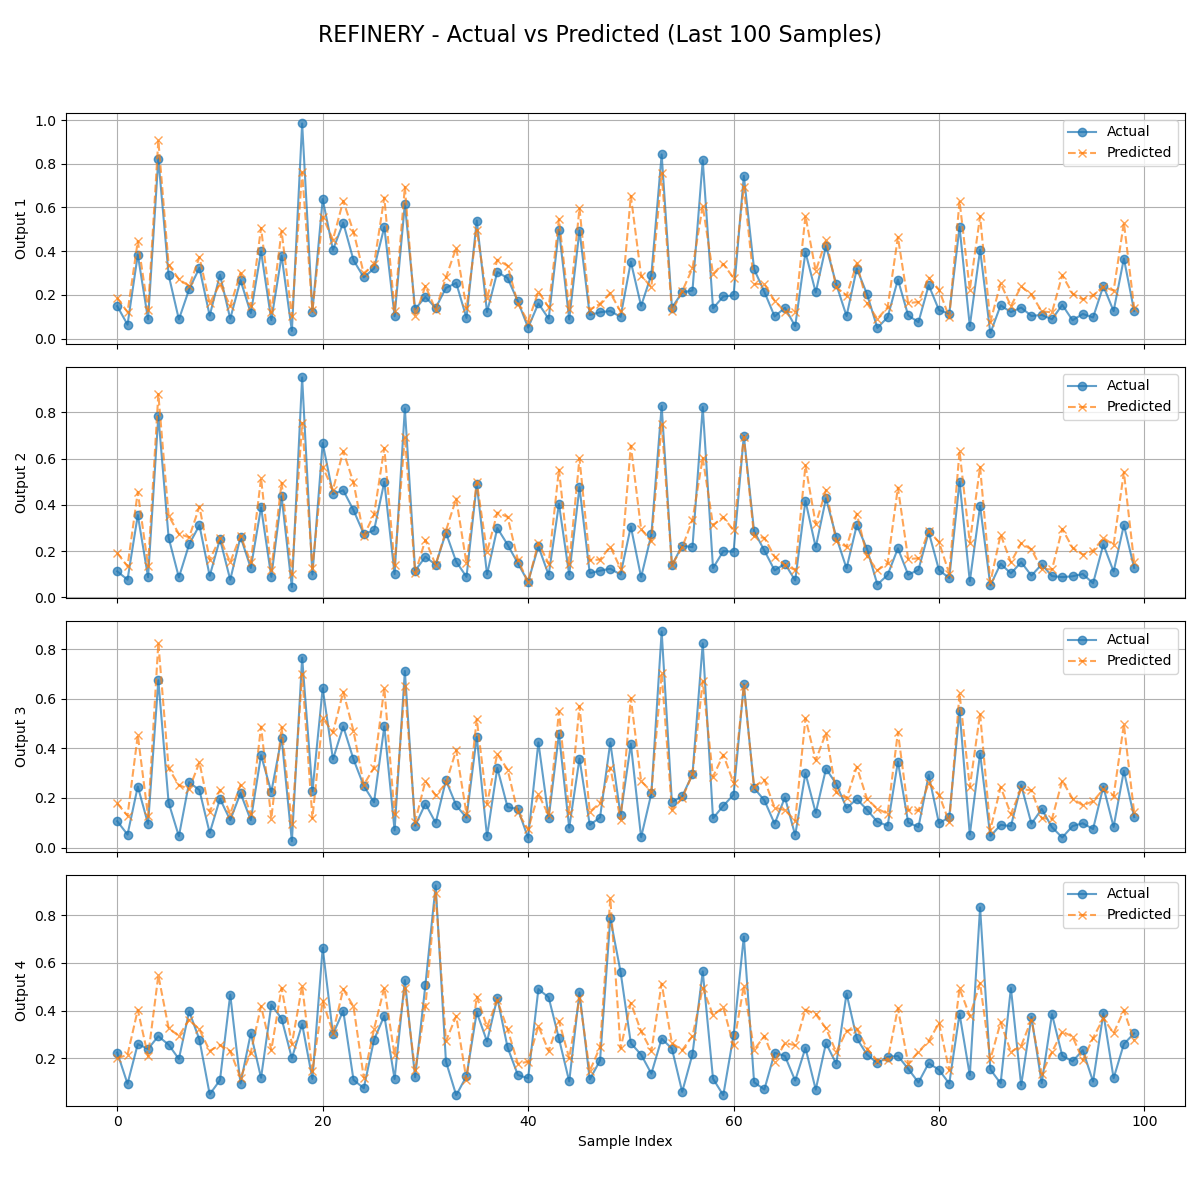 REFINERY - Actual vs Predicted (Last 100 Samples)
1.0
0.8
0.6
0.4
0.2
0.0
Output 1
Actual
Predicted
0.8
0.6
0.4
0.2
0.0
Output 2
Actual
Predicted
0.8
0.6
0.4
0.2
0.0
Output 3
Actual
Predicted
0.8
0.6
0.4
0.2
Output 4
Actual
Predicted
0 20 40 60 80 100
Sample Index